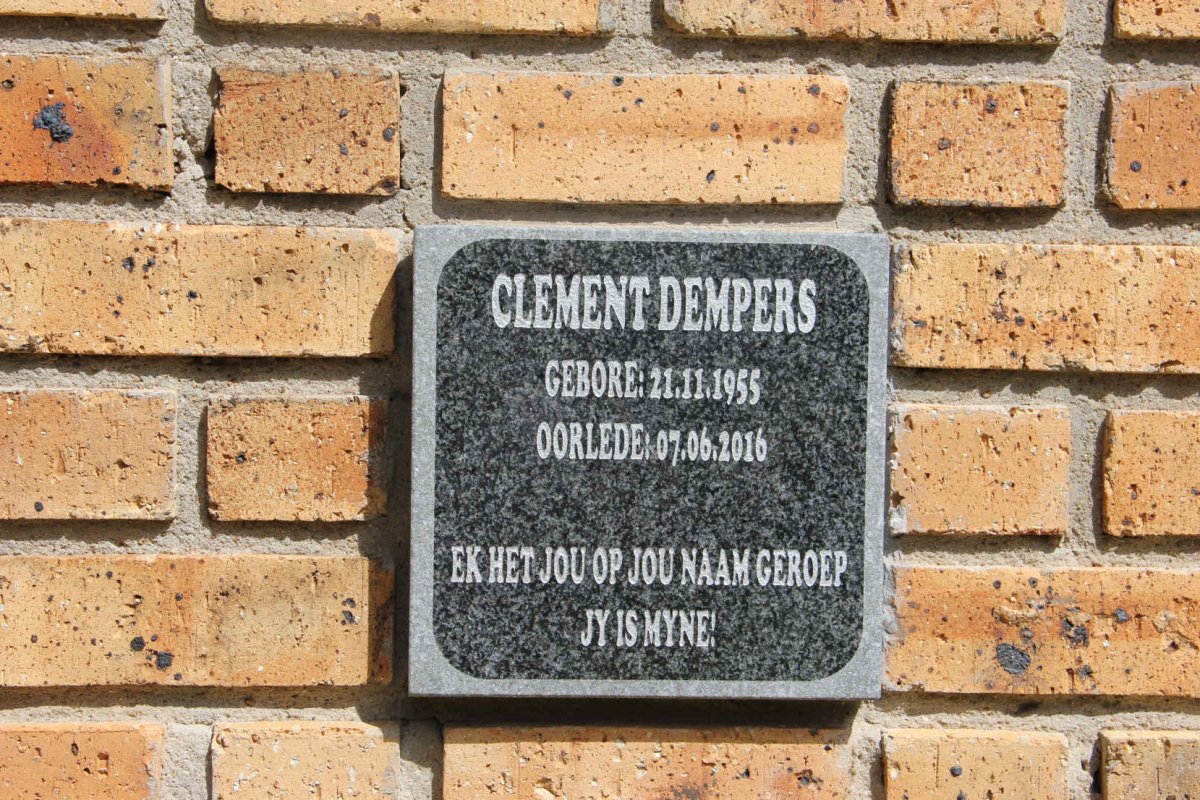 CLEMENT DEMPERS
GEBORE: 21.11.1955
OORLEDE: 07.06.2016
EK HET JOU OP JOU NAAM GEROEP
JY IS MYNE!